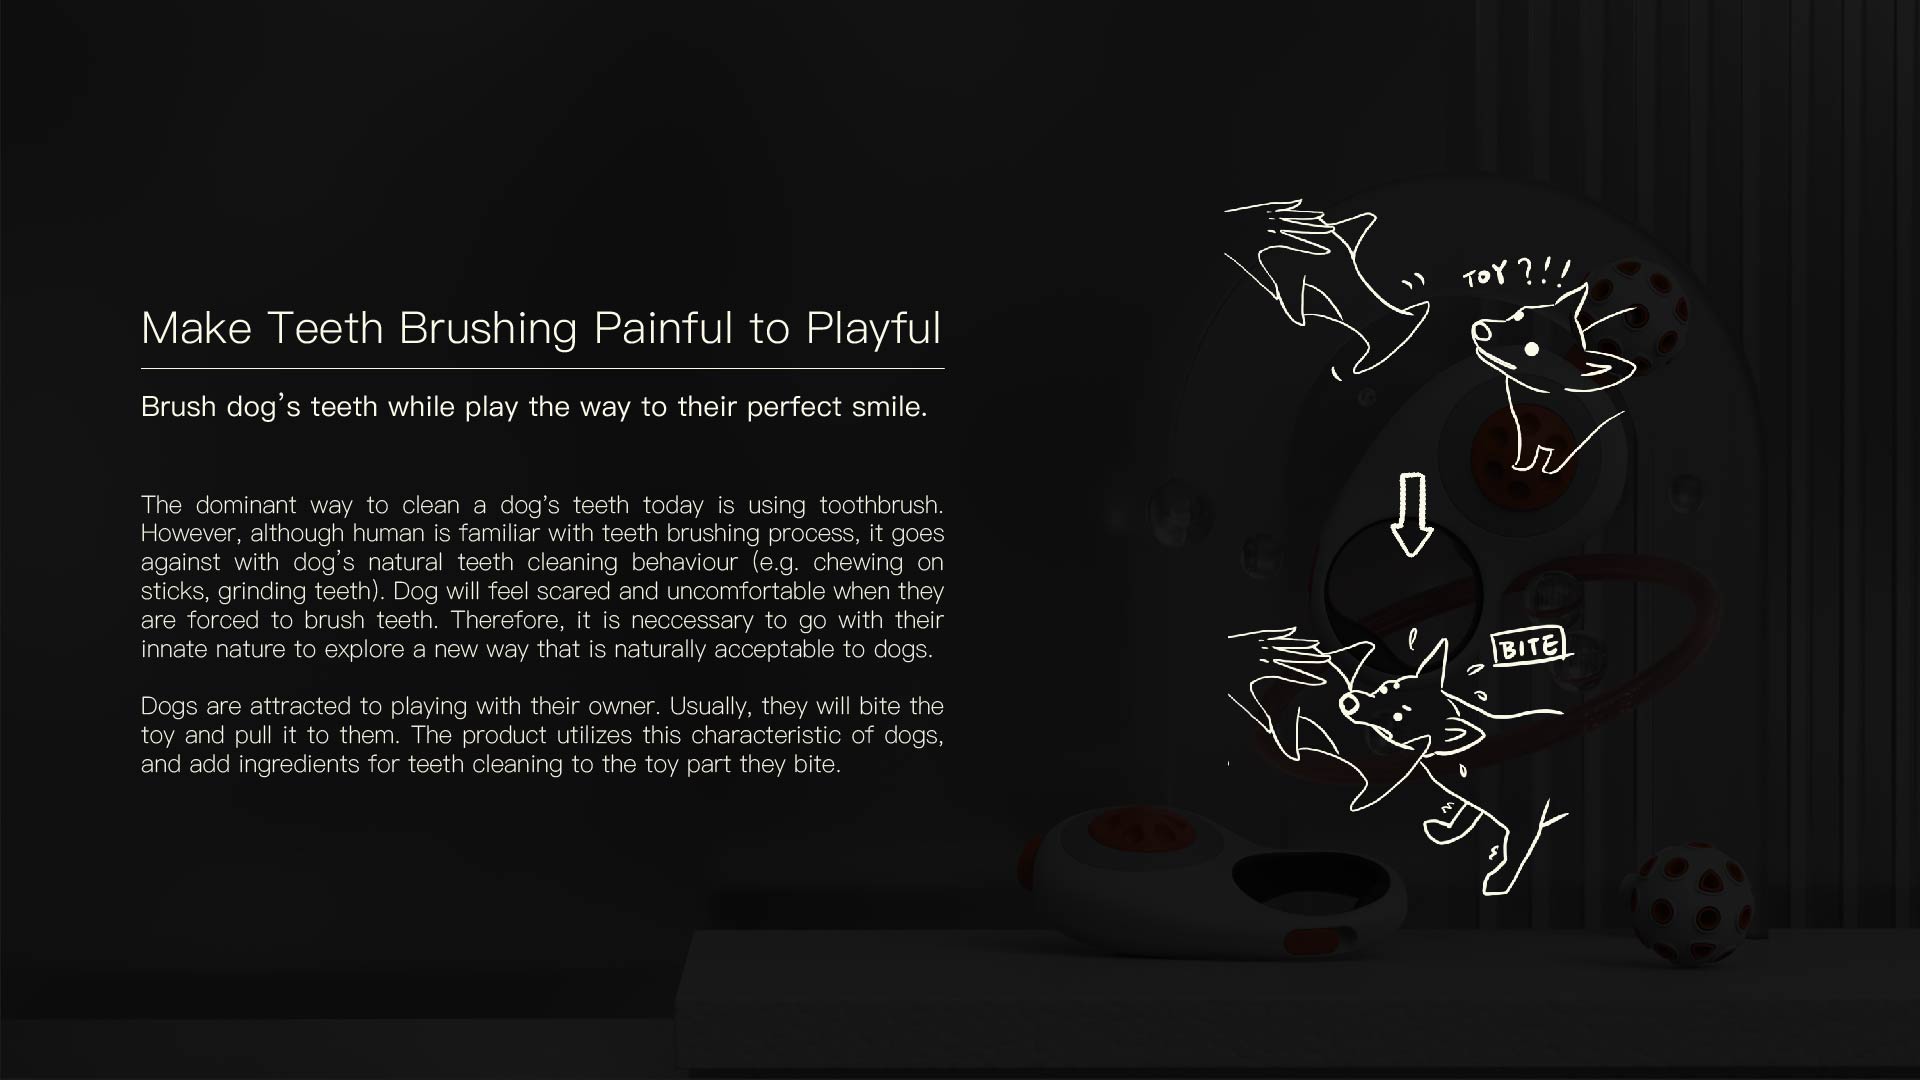 Make Teeth Brushing Painful to Playful
Brush dog's teeth while play the way to their perfect smile.
The dominant way to clean a dog's teeth today is using toothbrush.
However, although human is familiar with teeth brushing process, it goes
against with dog's natural teeth cleaning behaviour (e.g. chewing on
sticks, grinding teeth). Dog will feel scared and uncomfortable when they
are forced to brush teeth. Therefore, it is neccessary to go with their
innate nature to explore a new way that is naturally acceptable to dogs.
Dogs are attracted to playing with their owner. Usually, they will bite the
toy and pull it to them. The product utilizes this characteristic of dogs,
and add ingredients for teeth cleaning to the toy part they bite.
TOY?!!
BITE